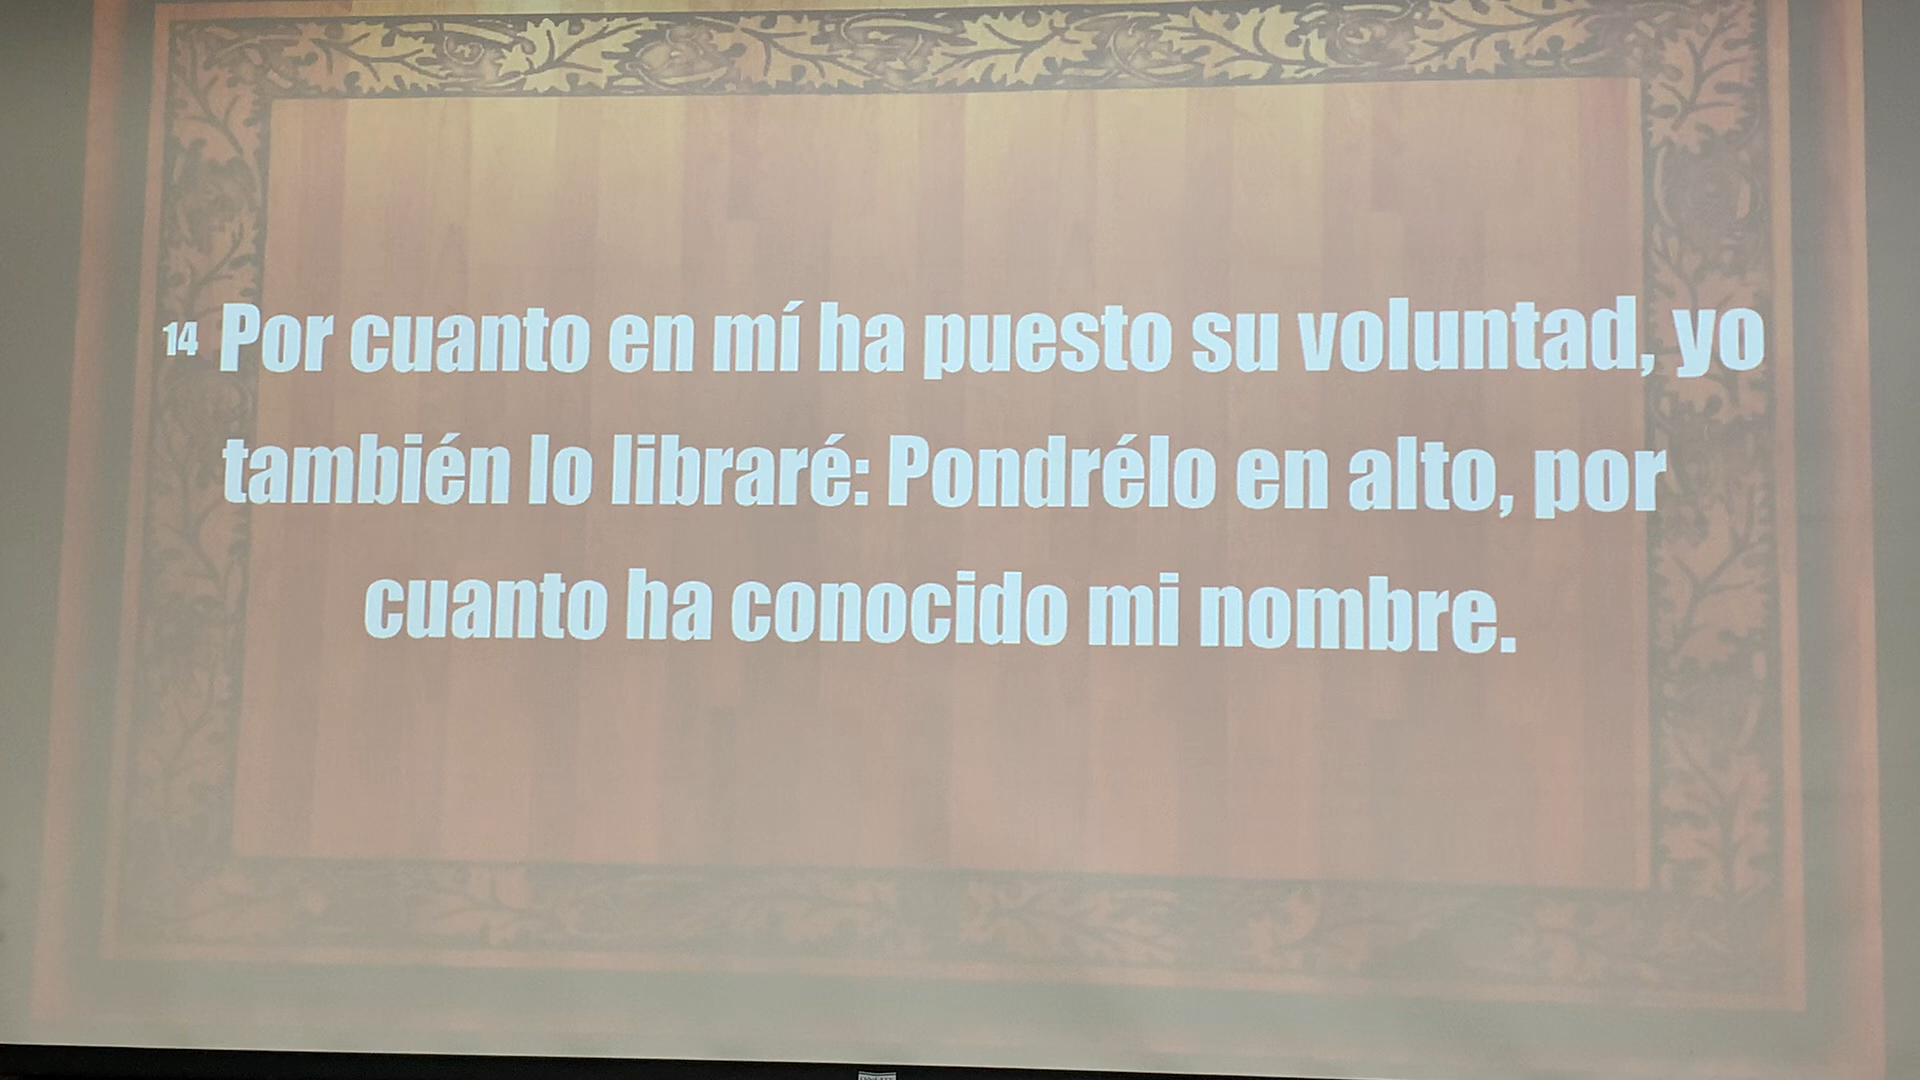 14 Por cuanto en mí ha puesto su voluntad, yo
también lo libraré: Pondrélo en alto, por
cuanto ha conocido mi nombre.